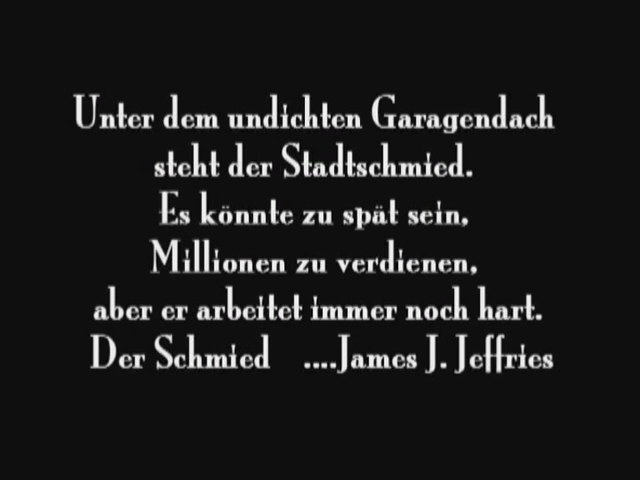 Unter dem undichten Garagendach
steht der Stadtschmied.
Es könnte zu spät sein,
Millionen zu verdienen,
aber er arbeitet immer noch hart.
Der Schmied ....James J. Jeffries